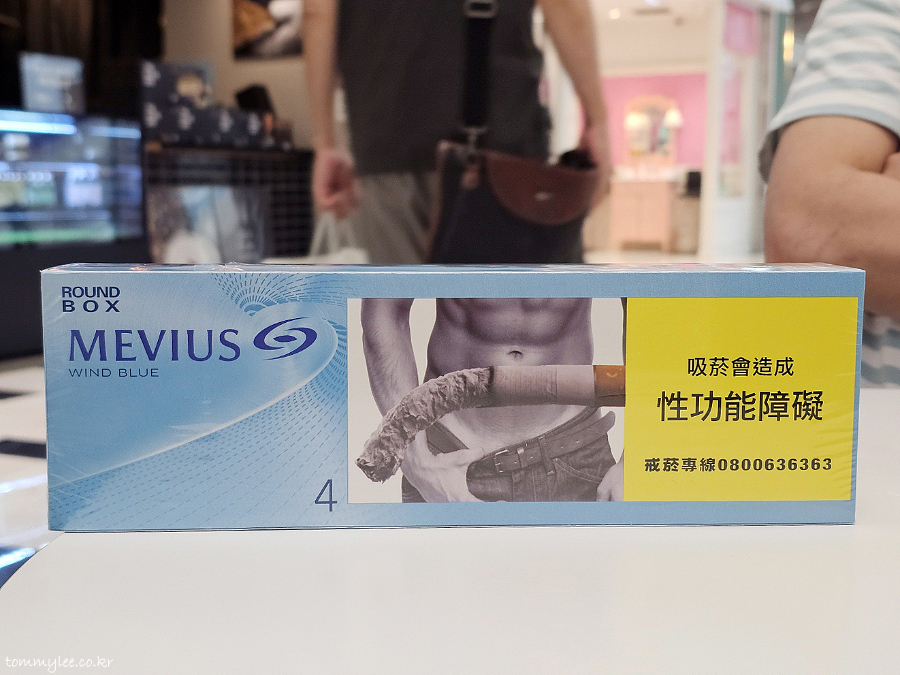 ROUND
BOX
MEVIUS
WIND BLUE
4
吸菸會造成
性功能障礙
戒菸專線0800636363
tommylee.co.kr